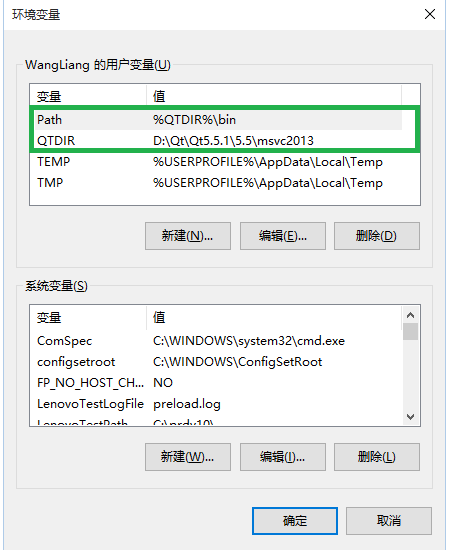 环境变量
WangLiang 的用户变量(U)
变量 值
Path %QTDIR%\bin
QTDIR D:\Qt\Qt5.5.1\5.5\msvc2013
TEMP %USERPROFILE%\AppData\Local\Temp
TMP %USERPROFILE%\AppData\Local\Temp
新建(N)... 编辑(E)... 删除(D)
系统变量(S)
变量 值
ComSpec C:\WINDOWS\system32\cmd.exe
configsetroot C:\WINDOWS\ConfigSetRoot
FP_NO_HOST_CH... NO
LenovoTestLogFile preload.log
LenovoTestPath
新建(W)... 编辑(I)... 删除(L)
确定 取消